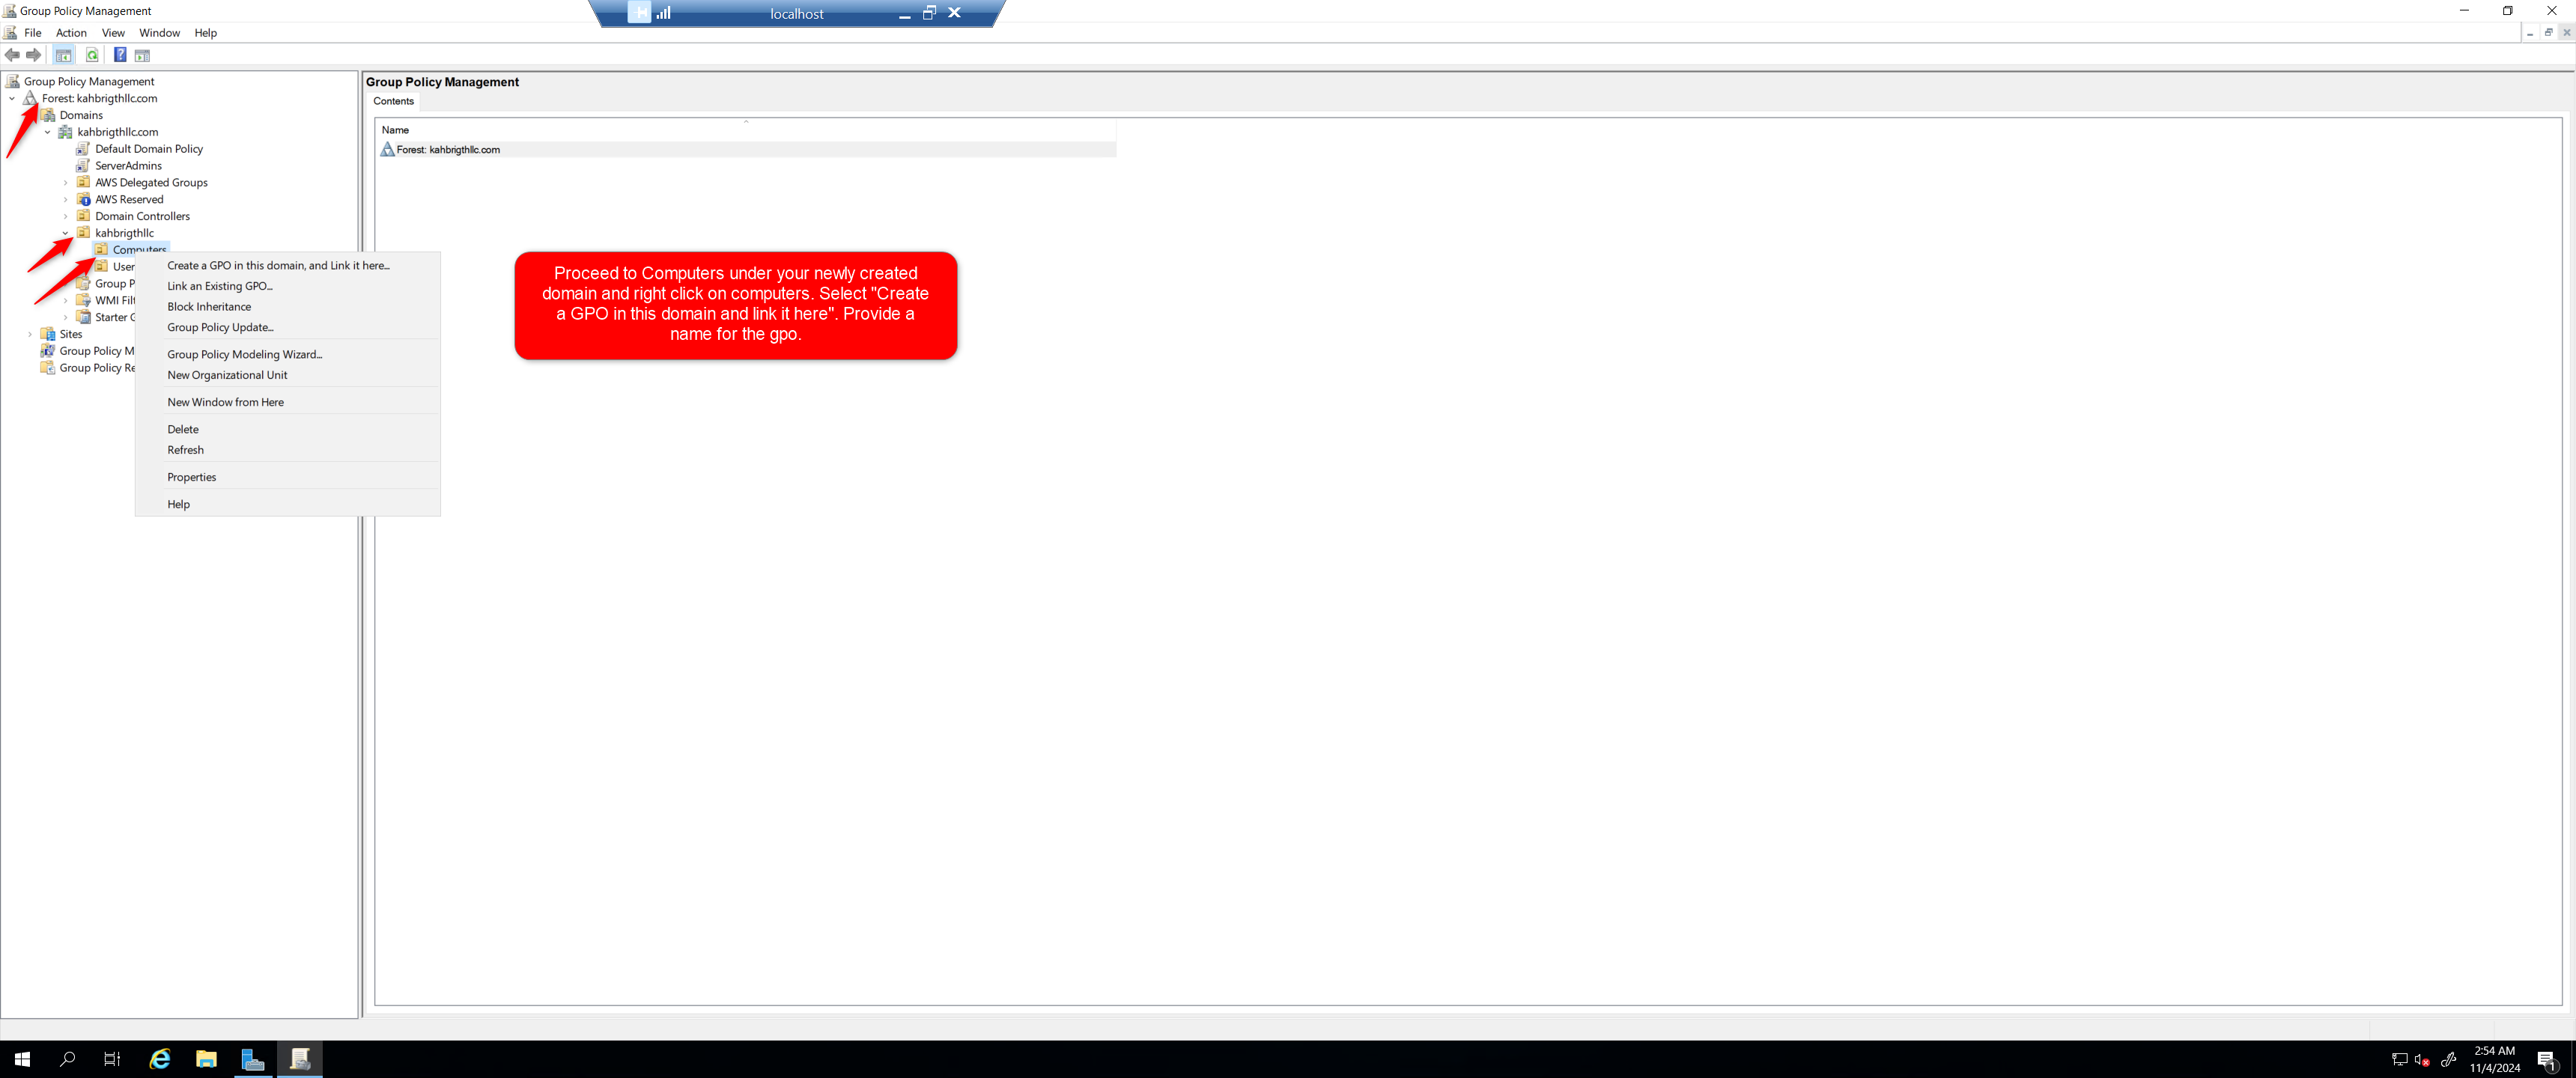 Group Policy Management
localhost
File Action View Window Help
Group Policy Management
Forest: kahbrigthllc.com
Domains
kahbrigthllc.com
Default Domain Policy
ServerAdmins
AWS Delegated Groups
AWS Reserved
Domain Controllers
kahbrigthllc
Computers
User
Group P
WMI Filt
Starter G
Sites
Group Policy M
Group Policy Re
Create a GPO in this domain, and Link it here...
Link an Existing GPO...
Block Inheritance
Group Policy Update...
Group Policy Modeling Wizard...
New Organizational Unit
New Window from Here
Delete
Refresh
Properties
Help
Group Policy Management
Contents
Name
Forest: kahbrigthllc.com
Proceed to Computers under your newly created
domain and right click on computers. Select "Create
a GPO in this domain and link it here". Provide a
name for the gpo.
2:54 AM
11/4/2024
1